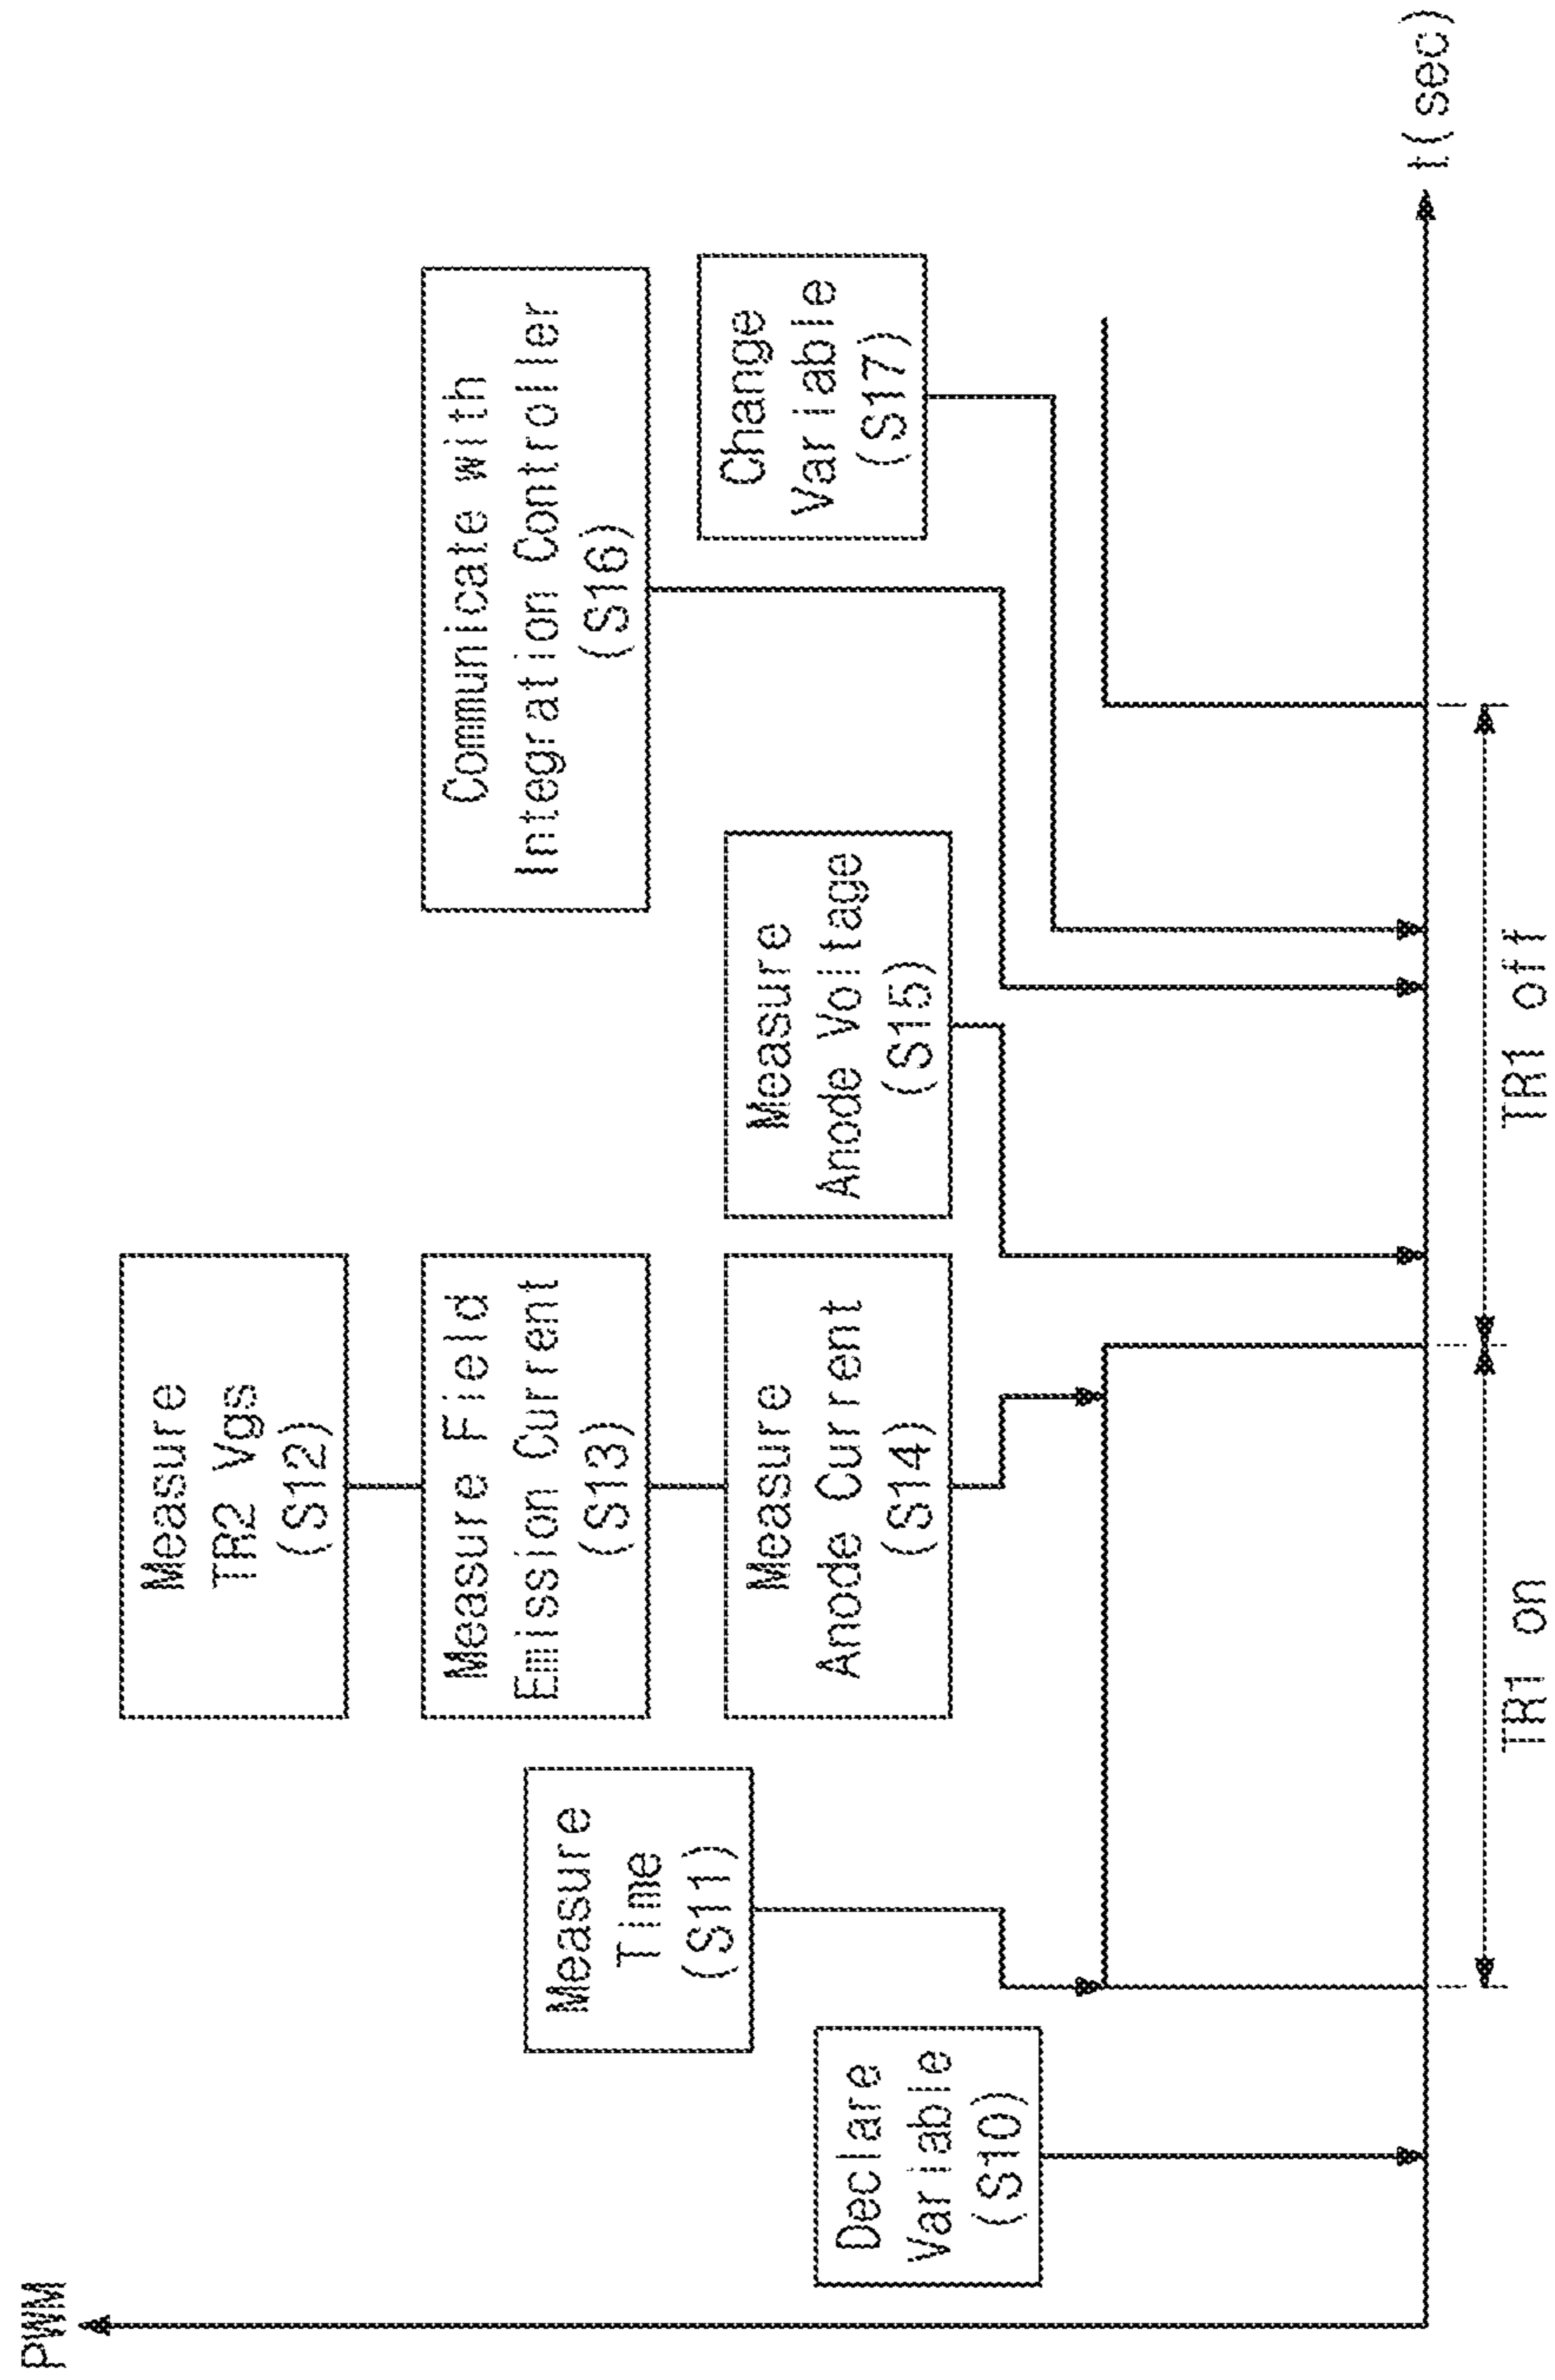 PWM
Declare
Variable
(S10)
Measure
Time
(S11)
Measure
TR2 Vgs
(S12)
Measure Field
Emission Current
(S13)
Measure
Anode Current
(S14)
Measure
Anode Voltage
(S15)
Communicate with
Integration Controller
(S16)
Change
Variable
(S17)
t(sec)
TR1 on
TR1 off